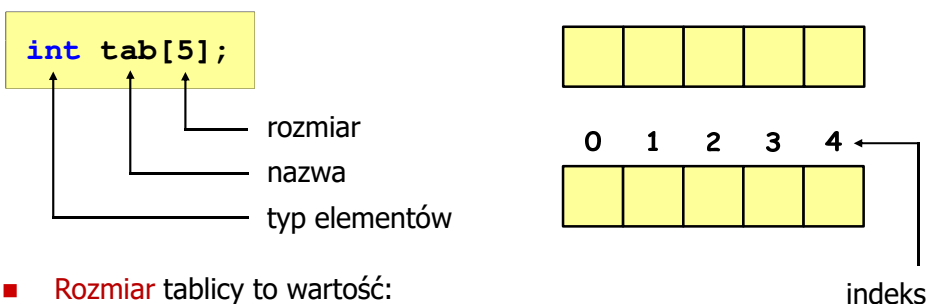 int tab[5];
rozmiar
nazwa
typ elementów
0 1 2 3 4
indeks
Rozmiar tablicy to wartość: